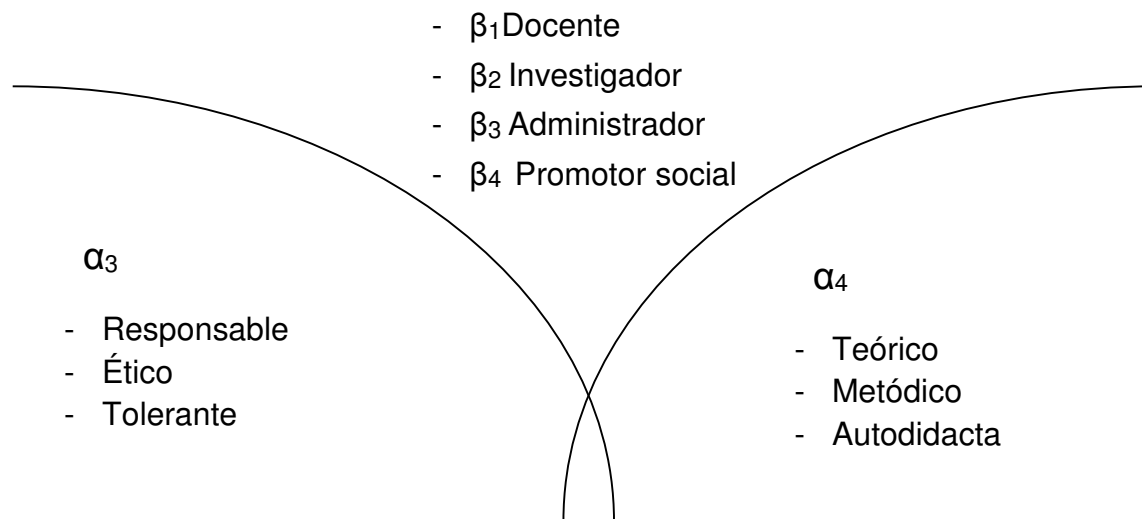 - β₁Docente
- β₂ Investigador
- β₃ Administrador
- β₄ Promotor social
α₃
- Responsable
- Ético
- Tolerante
α₄
- Teórico
- Metódico
- Autodidacta